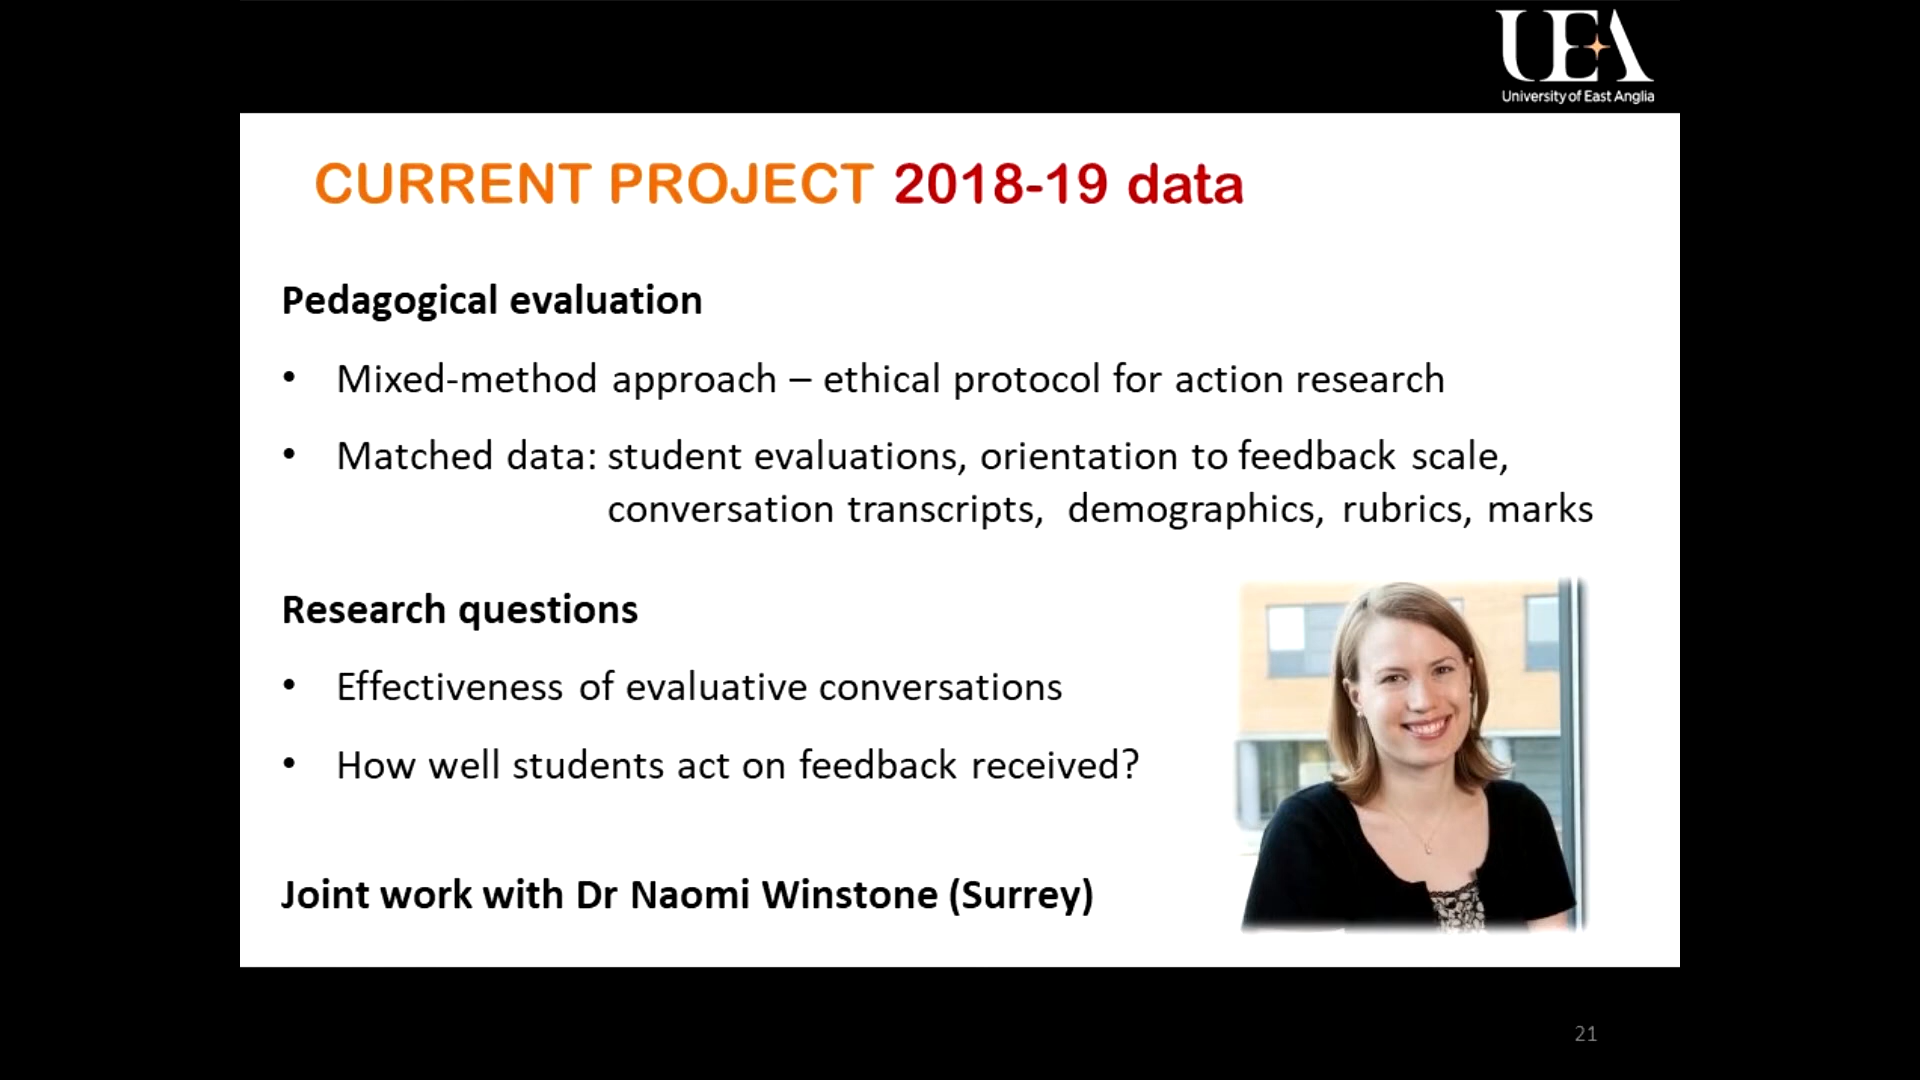 UEA
University of East Anglia
CURRENT PROJECT 2018-19 data
Pedagogical evaluation
• Mixed-method approach – ethical protocol for action research
• Matched data: student evaluations, orientation to feedback scale,
conversation transcripts, demographics, rubrics, marks
Research questions
• Effectiveness of evaluative conversations
• How well students act on feedback received?
Joint work with Dr Naomi Winstone (Surrey)
21